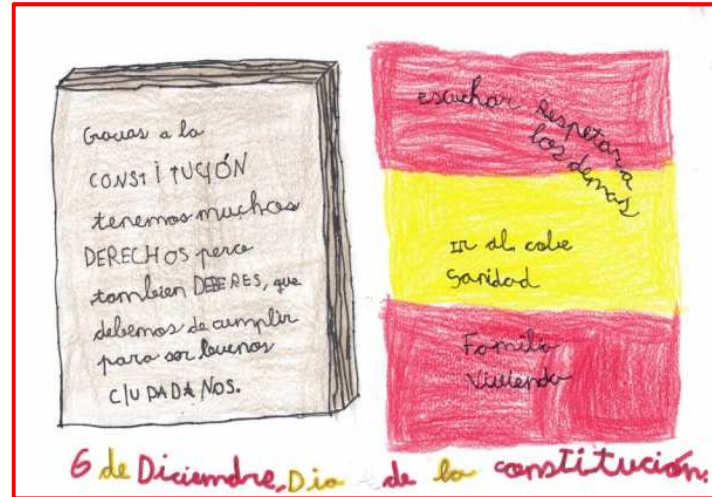 Gracias a la
CONSTITUCIÓN
tenemos muchos
DERECHOS pero
tambien DEBERES, que
debemos de cumplir
para ser buenos
CIUDADANOS.
escuchar Respetar a
los demas
IR al cole
Sanidad
Familia
Vivienda
6 de Diciembre, Dia de la constitución.